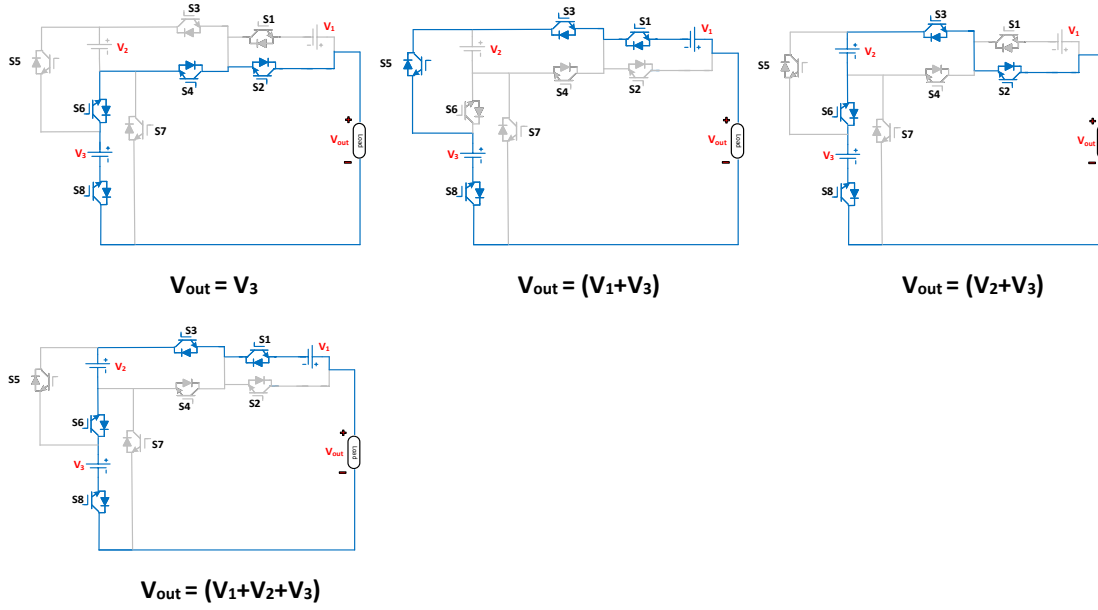 S3
S1
V1
V2
S5
S4
S2
S6
S7
V3
S8
+
Vout
Load
−
Vout = V3
S3
S1
V1
V2
S5
S4
S2
S6
S7
V3
S8
+
Vout
Load
−
Vout = (V1+V3)
S3
S1
V1
V2
S5
S4
S2
S6
S7
V3
S8
+
Vout
−
Vout = (V2+V3)
S3
S1
V1
V2
S5
S4
S2
S6
S7
V3
S8
+
Vout
Load
−
Vout = (V1+V2+V3)